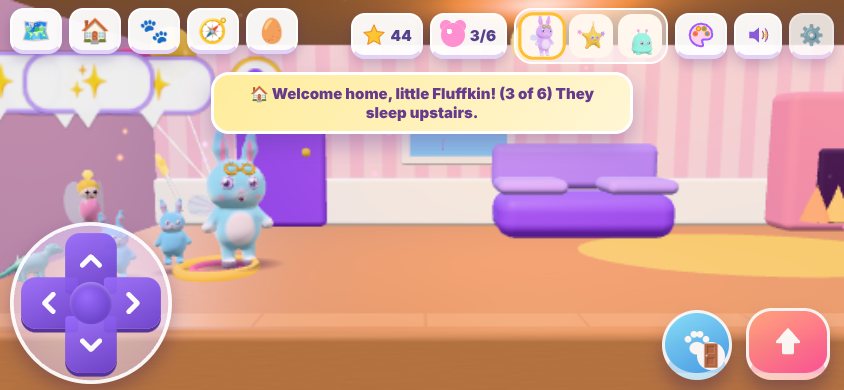 44
3/6
🏠 Welcome home, little Fluffkin! (3 of 6) They
sleep upstairs.